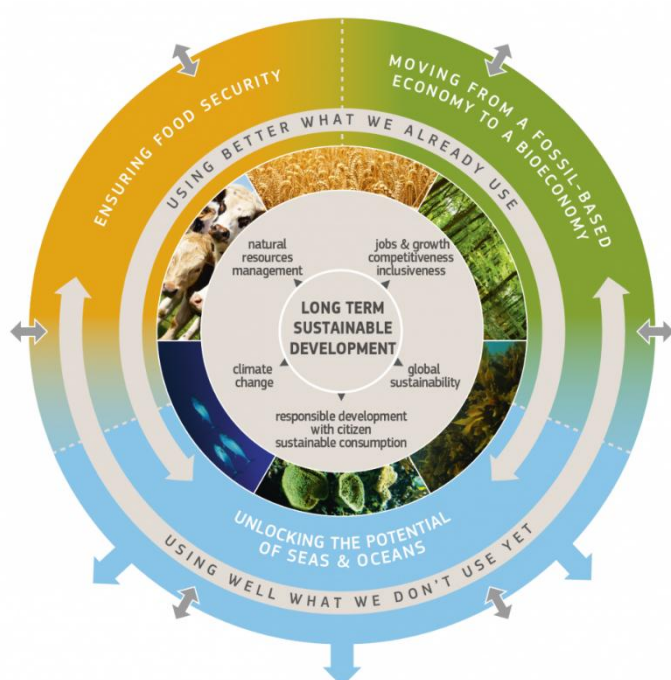 ENSURING FOOD SECURITY
MOVING FROM A FOSSIL-BASED
ECONOMY TO A BIOECONOMY
USING BETTER WHAT WE ALREADY USE
natural
resources
management
jobs & growth
competitiveness
inclusiveness
LONG TERM
SUSTAINABLE
DEVELOPMENT
climate
change
global
sustainability
responsible development
with citizen
sustainable consumption
UNLOCKING THE POTENTIAL
OF SEAS & OCEANS
USING WELL WHAT WE DON'T USE YET